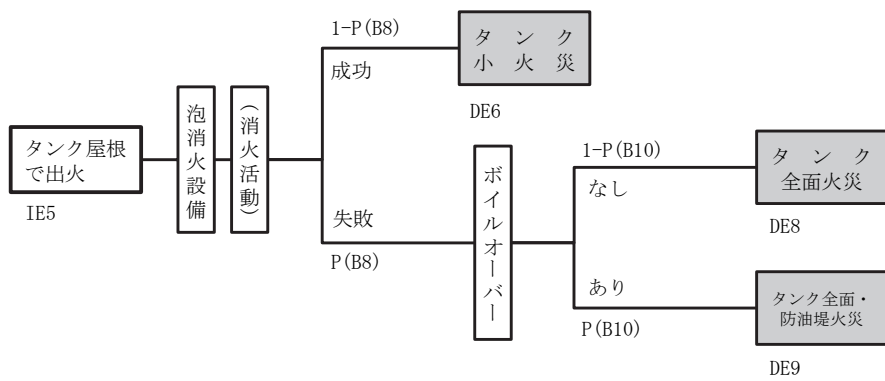 タンク屋根
で出火
IE5
泡消火設備
(消火活動)
1-P(B8)
成功
タンク
小火災
DE6
失敗
P(B8)
ボイルオーバー
1-P(B10)
なし
タンク
全面火災
DE8
あり
P(B10)
タンク全面・
防油堤火災
DE9